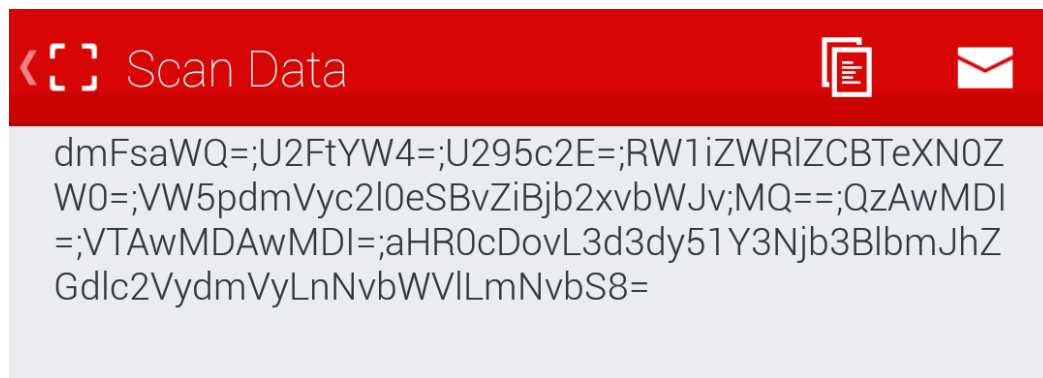 Scan Data
dmFsaWQ=;U2FtYW4=;U295c2E=;RW1iZWRlZCBTeXN0Z
W0=;VW5pdmVyc2l0eSBvZiBjb2xvbWJv;MQ==;QzAwMDI
=;VTAwMDAwMDI=;aHR0cDovL3d3dy51Y3Njb3BlbmJhZ
Gdlc2VydmVyLnNvbWVlLmNvbS8=